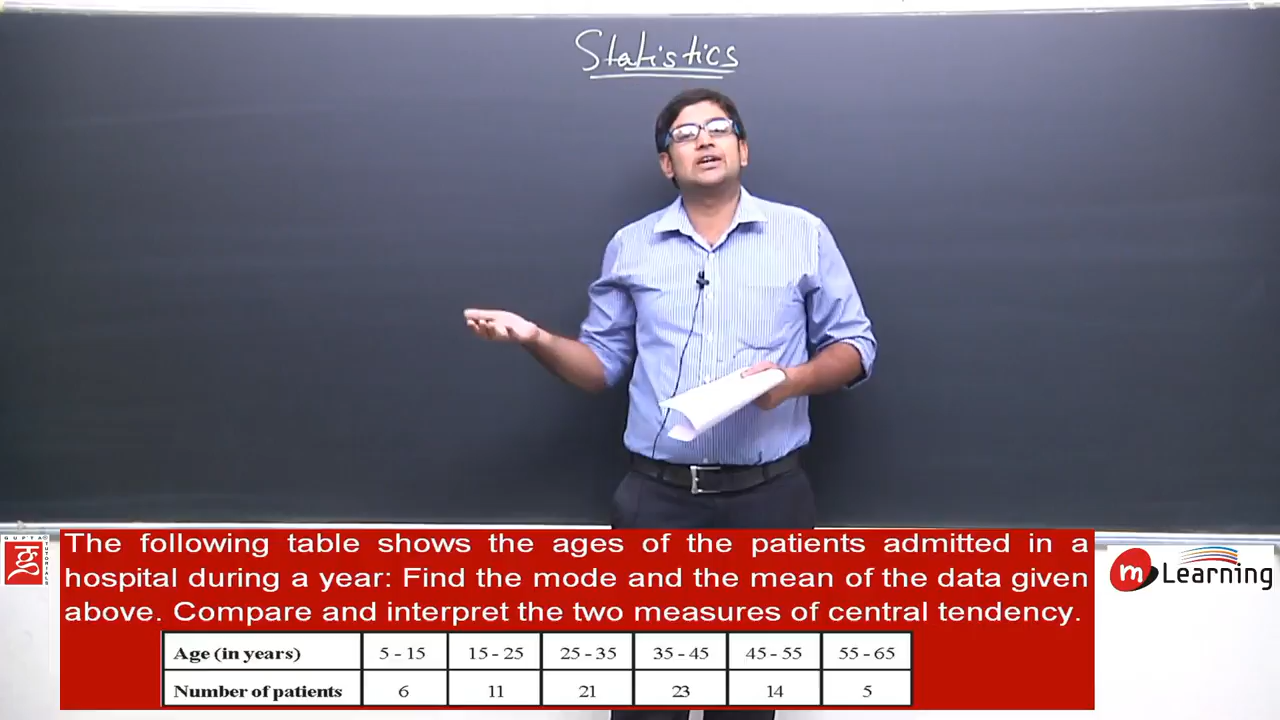 Statistics
GUPTA
TUTORIALS
The following table shows the ages of the patients admitted in a
hospital during a year: Find the mode and the mean of the data given
above. Compare and interpret the two measures of central tendency.
m Learning
Age (in years) 5 - 15 15 - 25 25 - 35 35 - 45 45 - 55 55 - 65
Number of patients 6 11 21 23 14 5